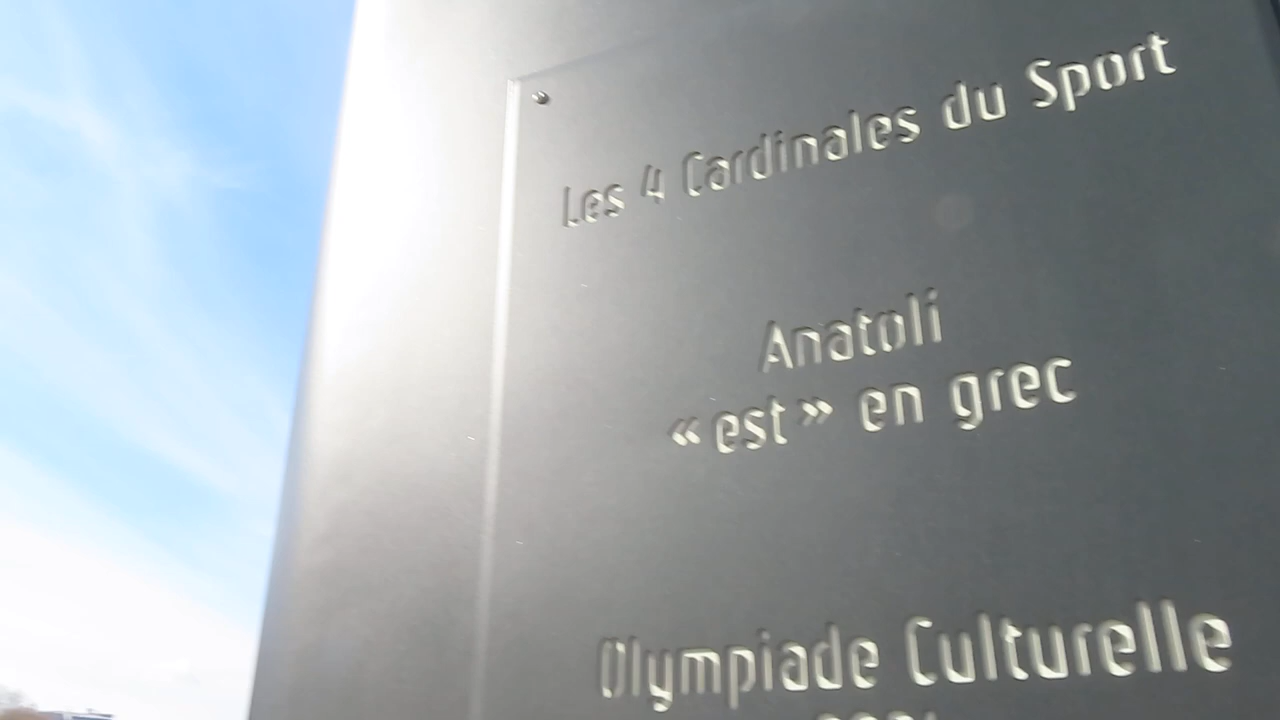 Les 4 Cardinales du Sport
Anatoli
« est » en grec
Olympiade Culturelle